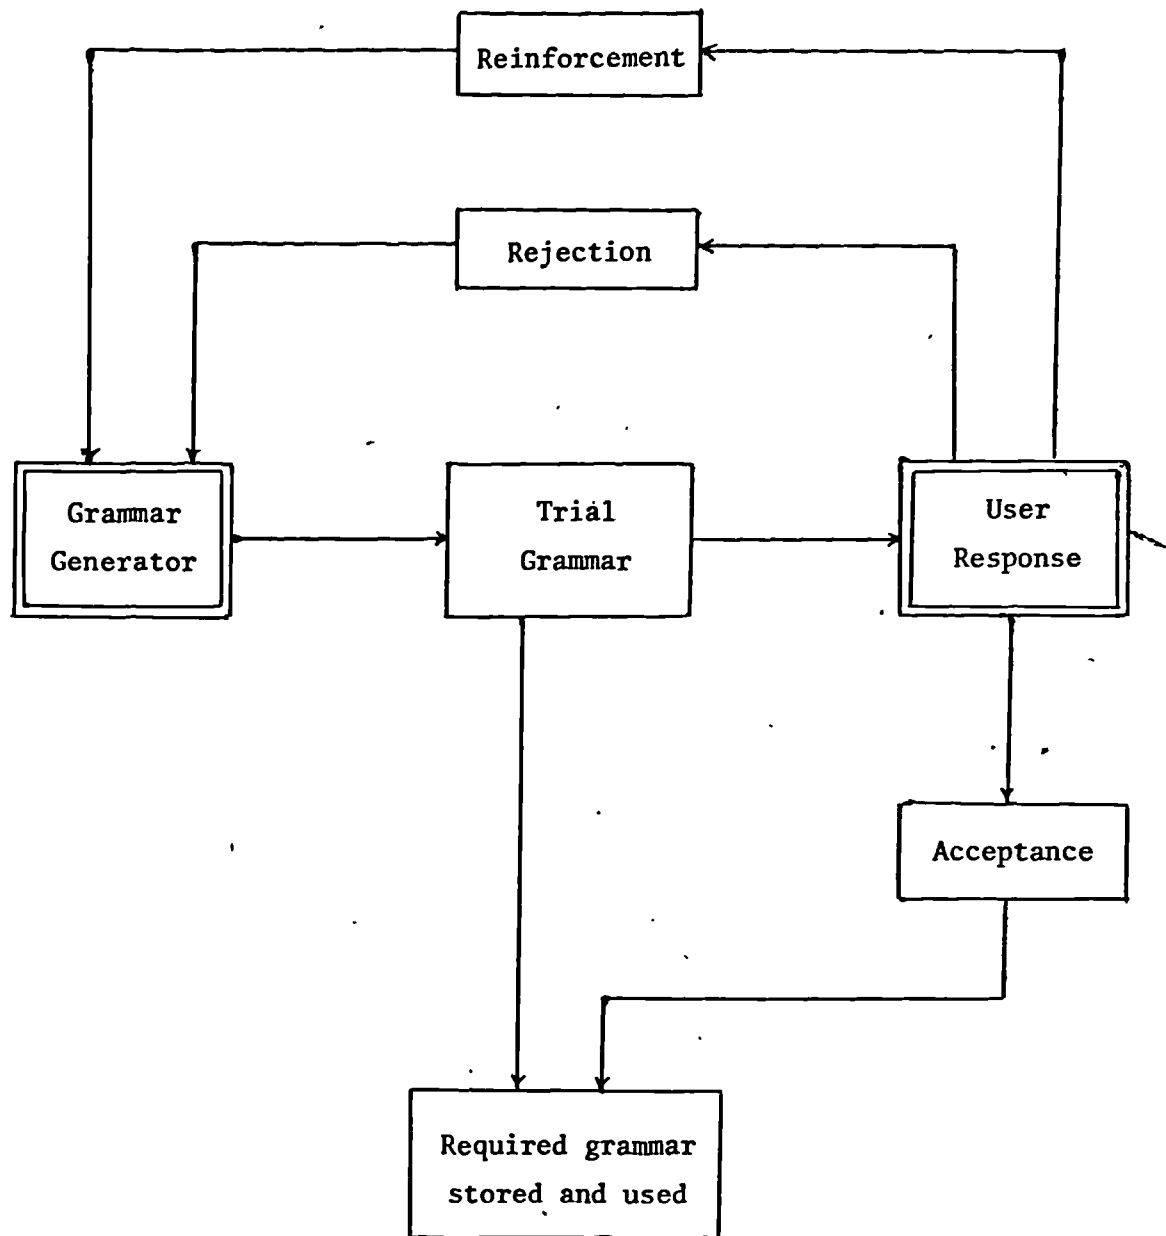 Reinforcement
Rejection
Grammar
Generator
Trial
Grammar
User
Response
Acceptance
Required grammar
stored and used